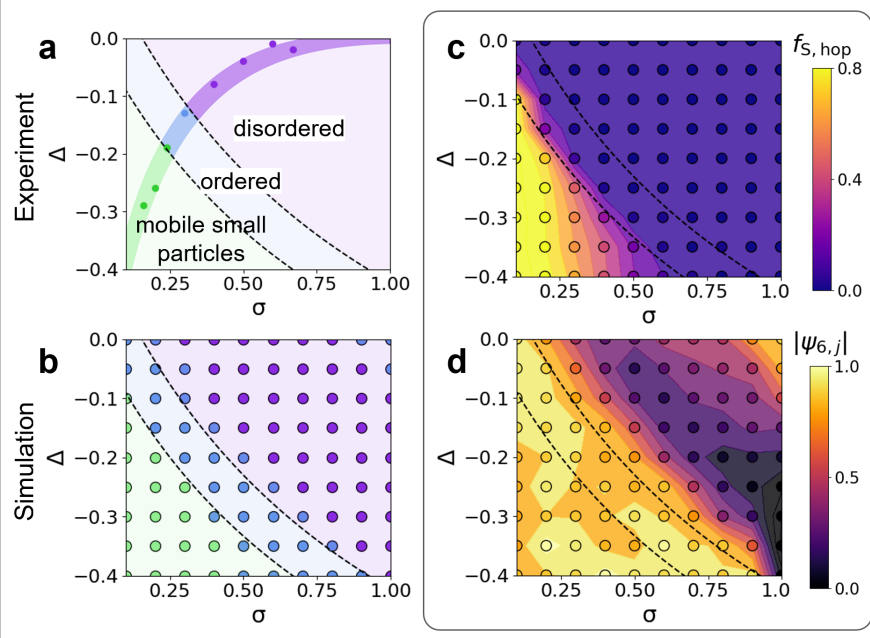 Experiment
a
0.0
−0.1
−0.2
−0.3
−0.4
Δ
disordered
ordered
mobile small
particles
0.25
0.50
0.75
1.00
σ
c
0.0
−0.1
−0.2
−0.3
−0.4
Δ
0.25
0.50
0.75
1.0
σ
f_S, hop
0.8
0.4
0.0
Simulation
b
0.0
−0.1
−0.2
−0.3
−0.4
Δ
0.25
0.50
0.75
1.00
σ
d
0.0
−0.1
−0.2
−0.3
−0.4
Δ
0.25
0.50
0.75
1.0
σ
|ψ_6, j|
1.0
0.5
0.0